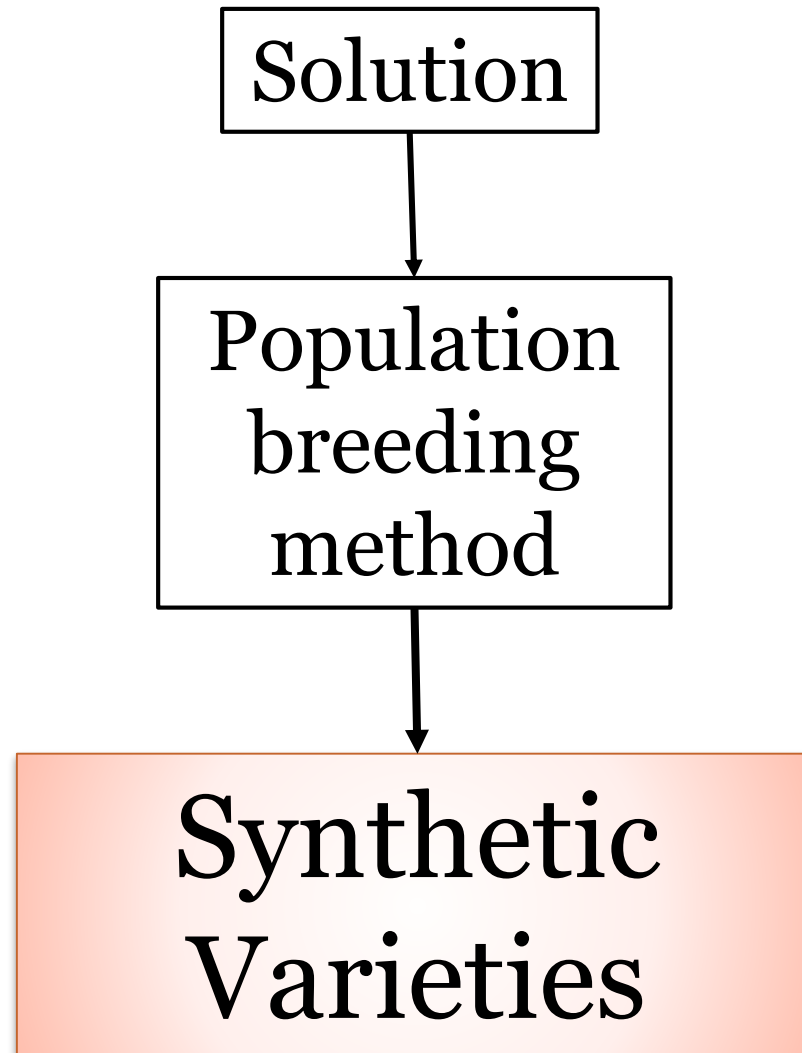 Solution
Population
breeding
method
Synthetic
Varieties